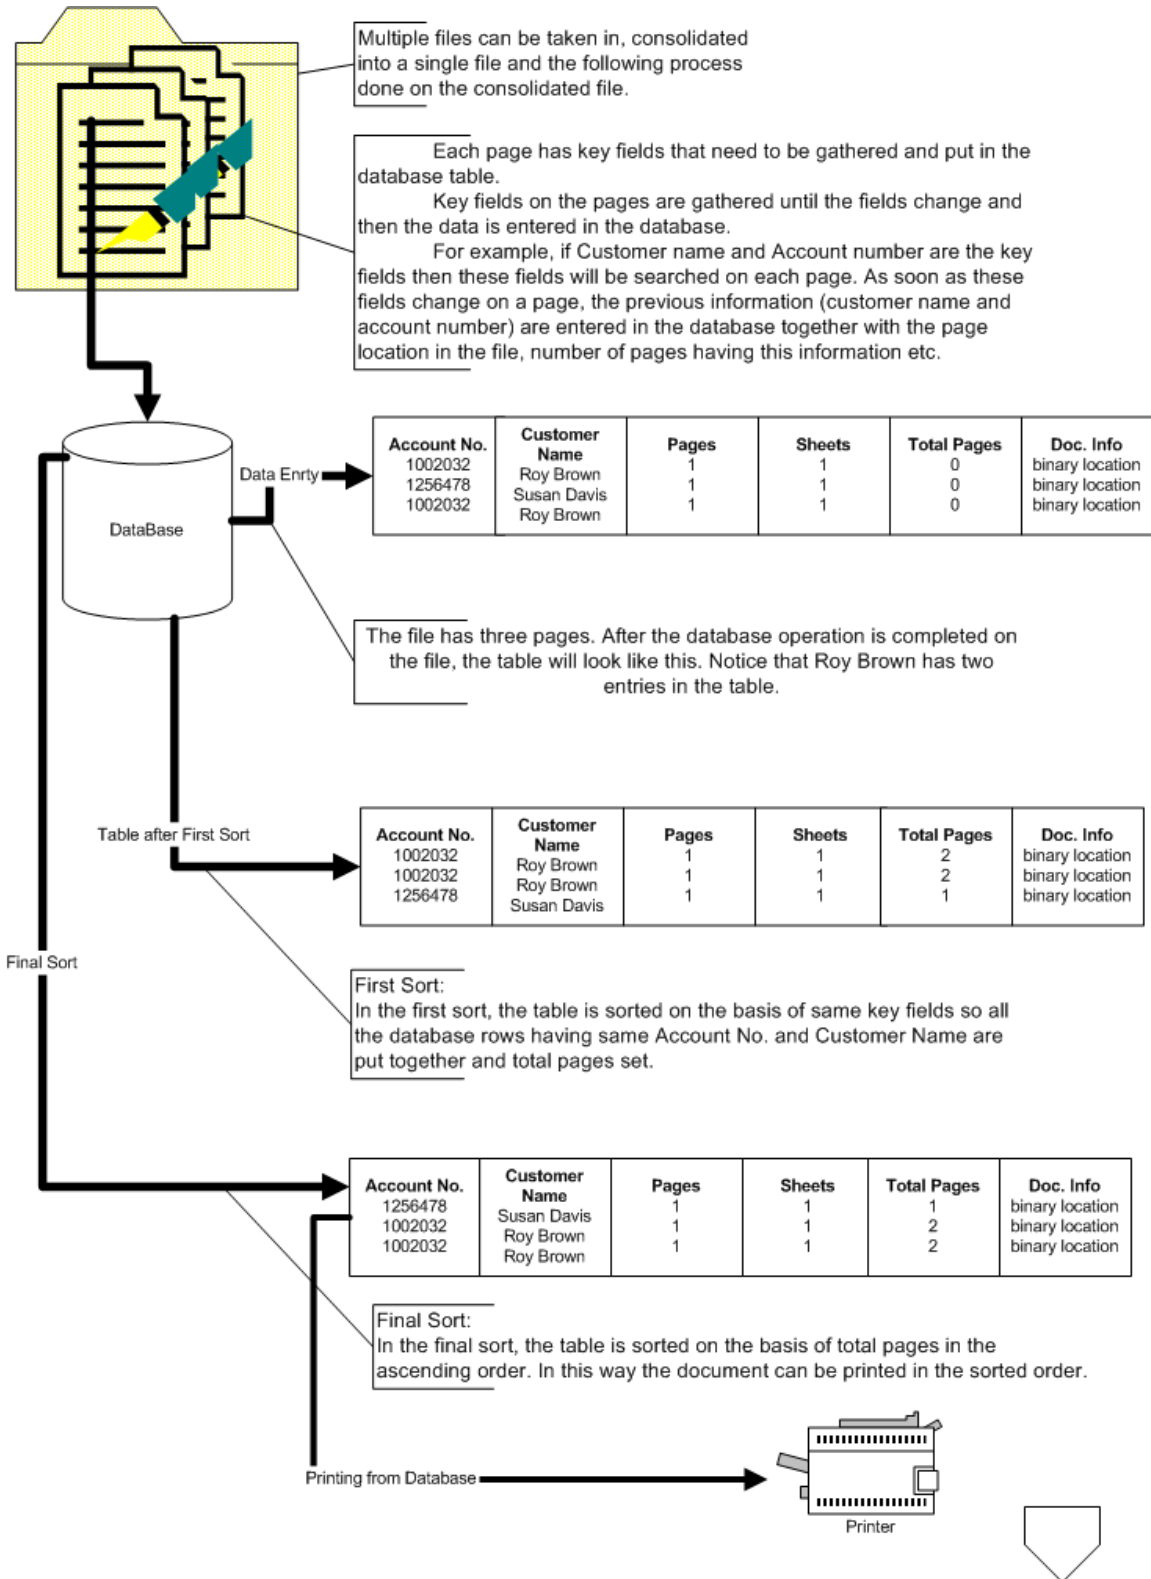 Multiple files can be taken in, consolidated
into a single file and the following process
done on the consolidated file.
Each page has key fields that need to be gathered and put in the
database table.
Key fields on the pages are gathered until the fields change and
then the data is entered in the database.
For example, if Customer name and Account number are the key
fields then these fields will be searched on each page. As soon as these
fields change on a page, the previous information (customer name and
account number) are entered in the database together with the page
location in the file, number of pages having this information etc.
DataBase
Data Enrty
Account No. Customer Name Pages Sheets Total Pages Doc. Info
1002032 Roy Brown 1 1 0 binary location
1256478 Susan Davis 1 1 0 binary location
1002032 Roy Brown 1 1 0 binary location
The file has three pages. After the database operation is completed on
the file, the table will look like this. Notice that Roy Brown has two
entries in the table.
Table after First Sort
Account No. Customer Name Pages Sheets Total Pages Doc. Info
1002032 Roy Brown 1 1 2 binary location
1002032 Roy Brown 1 1 2 binary location
1256478 Susan Davis 1 1 1 binary location
Final Sort
First Sort:
In the first sort, the table is sorted on the basis of same key fields so all
the database rows having same Account No. and Customer Name are
put together and total pages set.
Account No. Customer Name Pages Sheets Total Pages Doc. Info
1256478 Susan Davis 1 1 1 binary location
1002032 Roy Brown 1 1 2 binary location
1002032 Roy Brown 1 1 2 binary location
Final Sort:
In the final sort, the table is sorted on the basis of total pages in the
ascending order. In this way the document can be printed in the sorted order.
Printing from Database
Printer